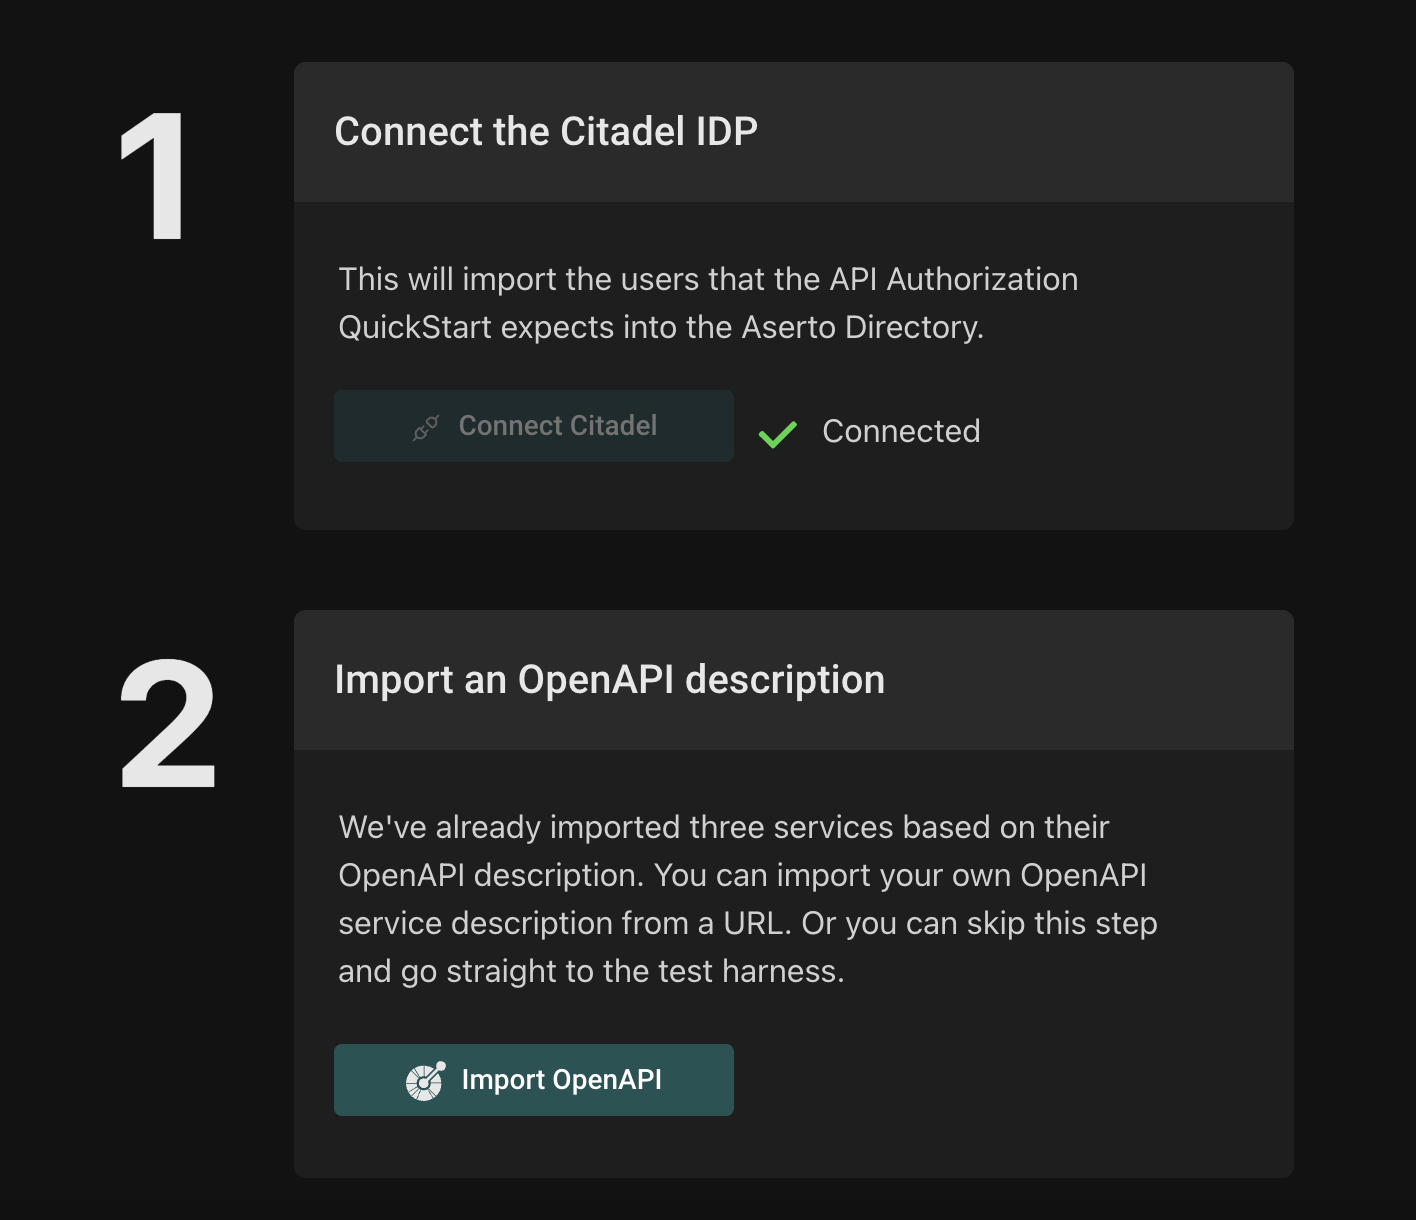 1
Connect the Citadel IDP
This will import the users that the API Authorization
QuickStart expects into the Aserto Directory.
Connect Citadel
Connected
2
Import an OpenAPI description
We've already imported three services based on their
OpenAPI description. You can import your own OpenAPI
service description from a URL. Or you can skip this step
and go straight to the test harness.
Import OpenAPI